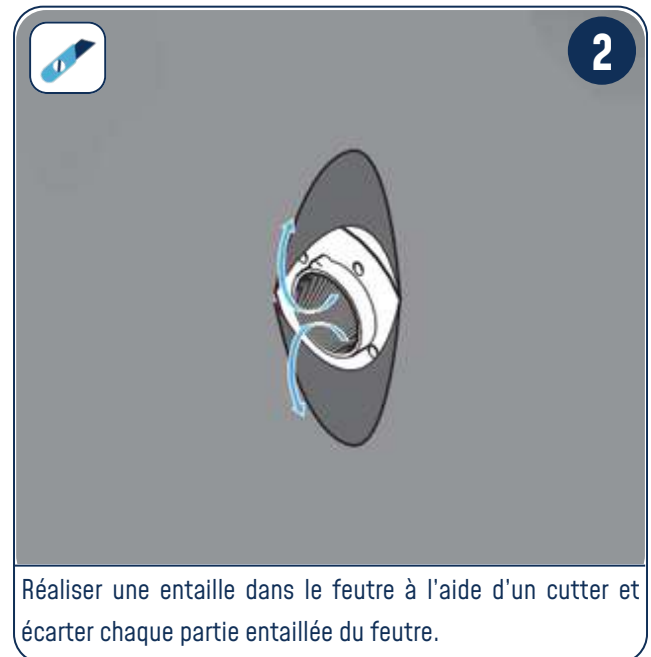 2
Réaliser une entaille dans le feutre à l'aide d'un cutter et
écarter chaque partie entaillée du feutre.